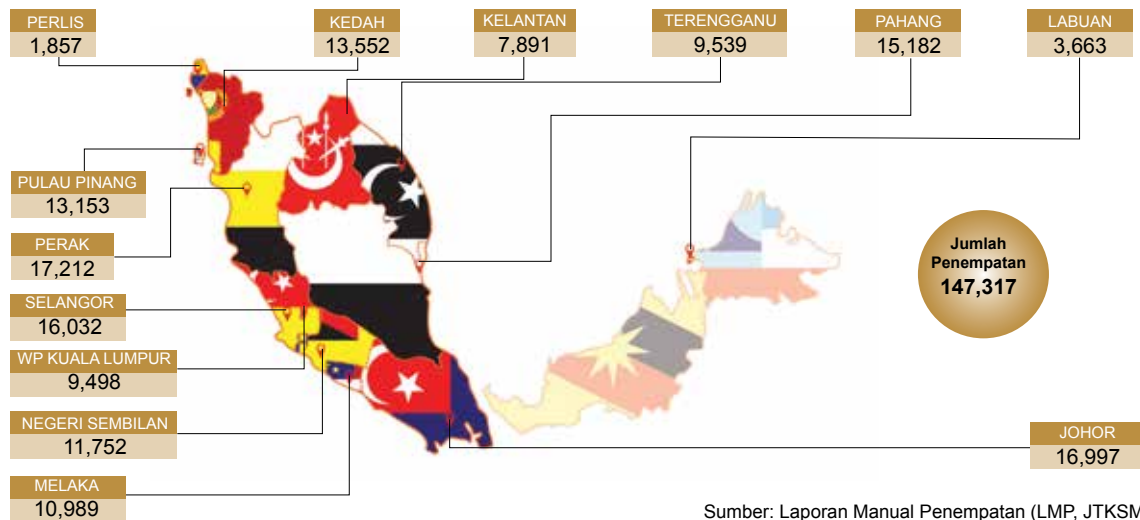 PERLIS
1,857
KEDAH
13,552
KELANTAN
7,891
TERENGGANU
9,539
PAHANG
15,182
LABUAN
3,663
PULAU PINANG
13,153
PERAK
17,212
SELANGOR
16,032
WP KUALA LUMPUR
9,498
NEGERI SEMBILAN
11,752
MELAKA
10,989
Jumlah
Penempatan
147,317
JOHOR
16,997
Sumber: Laporan Manual Penempatan (LMP, JTKSM